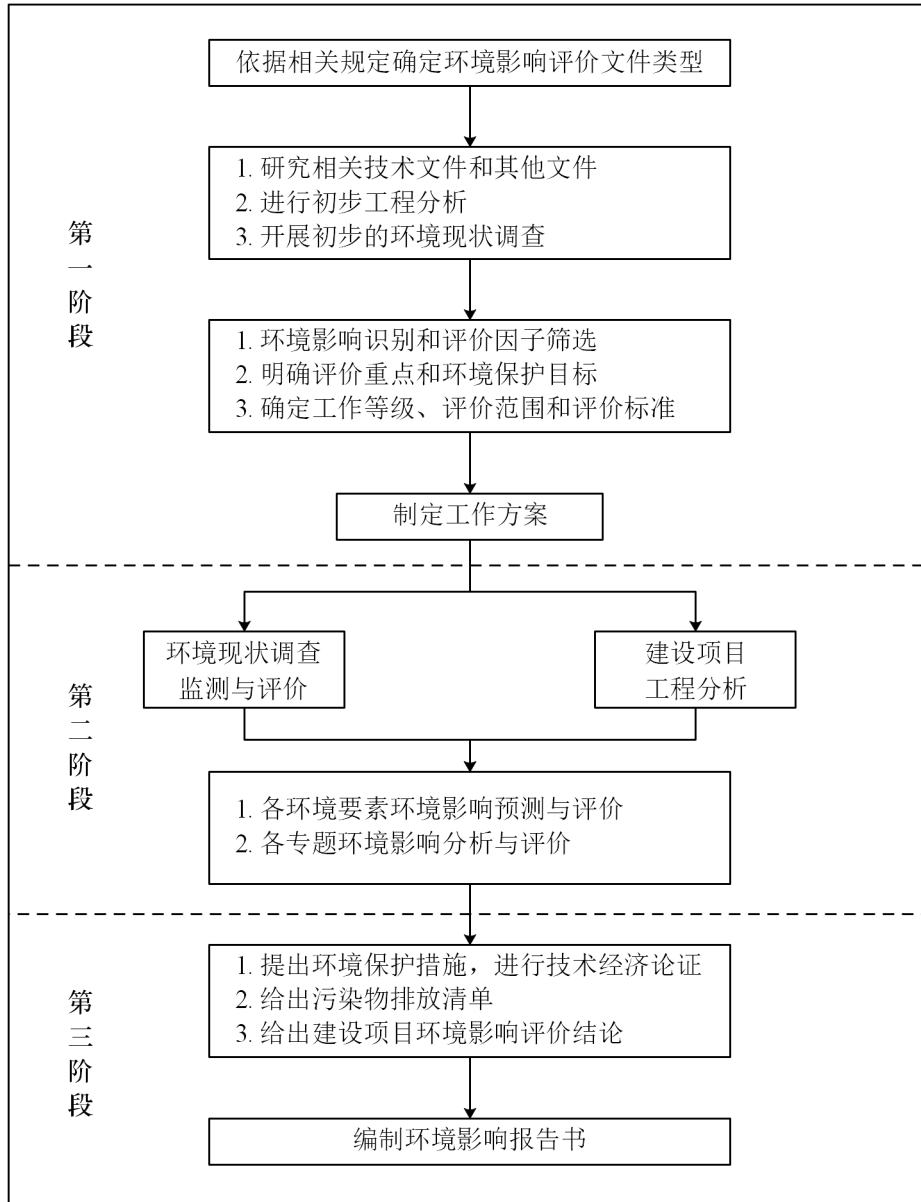 依据相关规定确定环境影响评价文件类型
1. 研究相关技术文件和其他文件
2. 进行初步工程分析
3. 开展初步的环境现状调查
第一阶段
1. 环境影响识别和评价因子筛选
2. 明确评价重点和环境保护目标
3. 确定工作等级、评价范围和评价标准
制定工作方案
环境现状调查
监测与评价
建设项目
工程分析
第二阶段
1. 各环境要素环境影响预测与评价
2. 各专题环境影响分析与评价
1. 提出环境保护措施，进行技术经济论证
2. 给出污染物排放清单
3. 给出建设项目环境影响评价结论
第三阶段
编制环境影响报告书